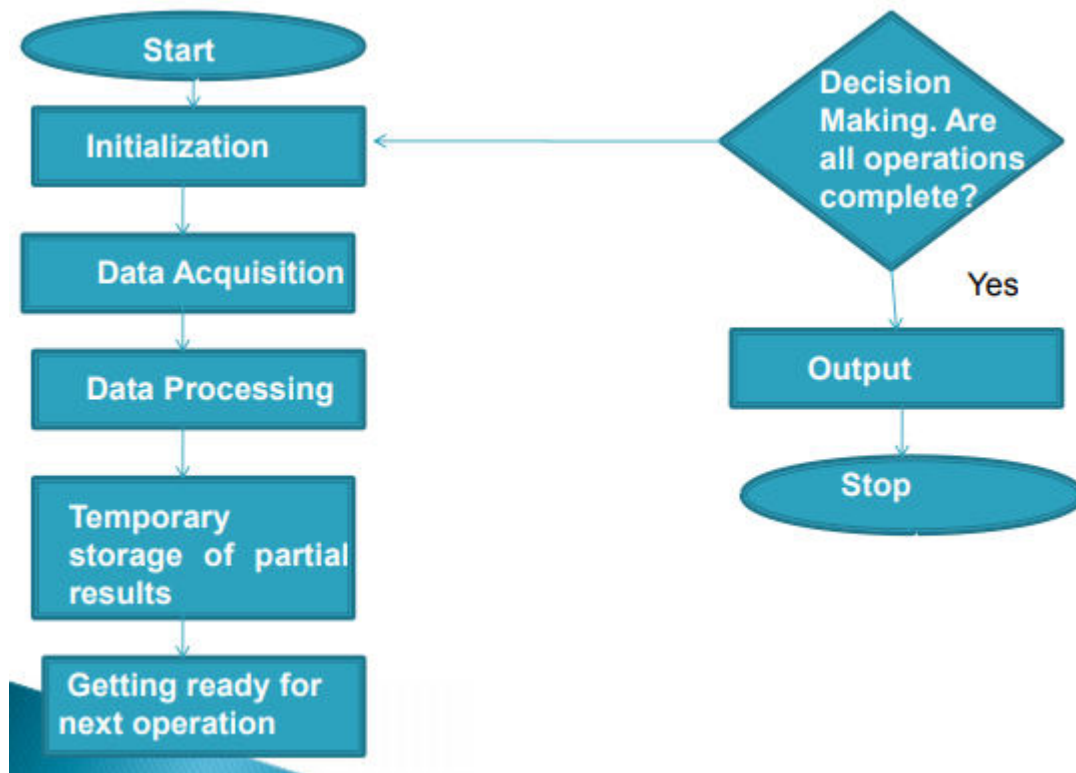 Start
Initialization
Data Acquisition
Data Processing
Temporary
storage of partial
results
Getting ready for
next operation
Decision
Making. Are
all operations
complete?
Yes
Output
Stop